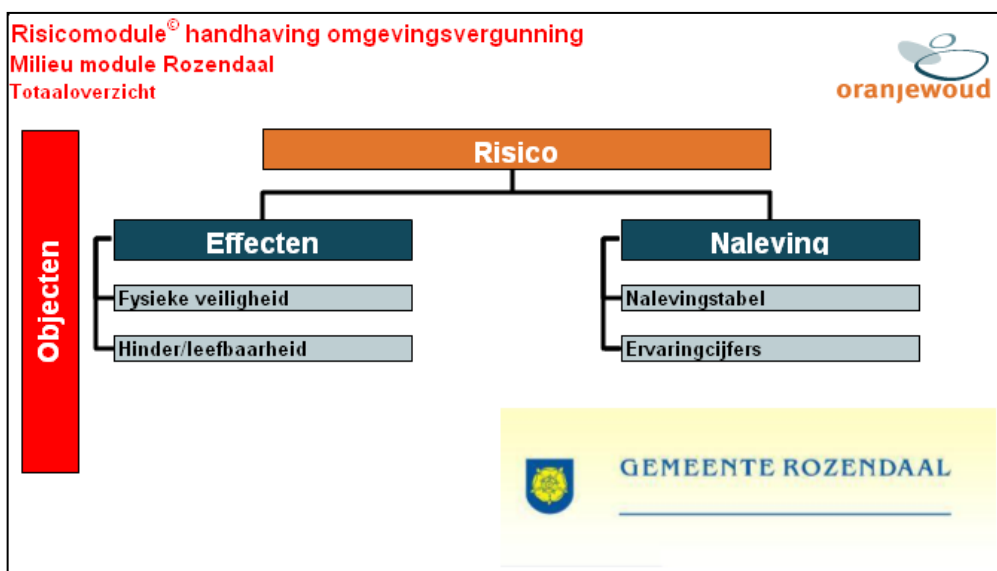 Risicomodule© handhaving omgevingsvergunning
Milieu module Rozendaal
Totaaloverzicht
oranjewoud
Objecten
Risico
Effecten
Naleving
Fysieke veiligheid
Nalevingstabel
Hinder/leefbaarheid
Ervaringcijfers
GEMEENTE ROZENDAAL